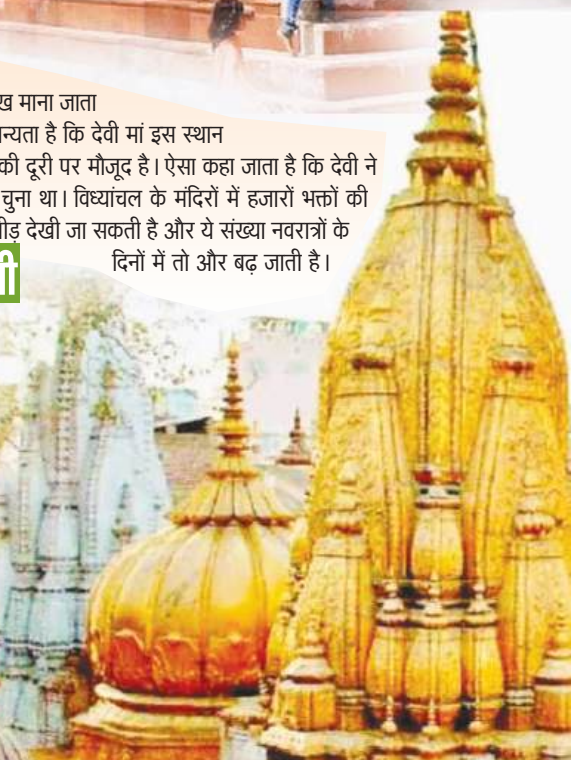 ख माना जाता
न्यता है कि देवी मां इस स्थान
की दूरी पर मौजूद है। ऐसा कहा जाता है कि देवी ने
चुना था। विध्यांचल के मंदिरों में हजारों भक्तों की
ीड़ देखी जा सकती है और ये संख्या नवरात्रों के
दिनों में तो और बढ़ जाती है।
ी